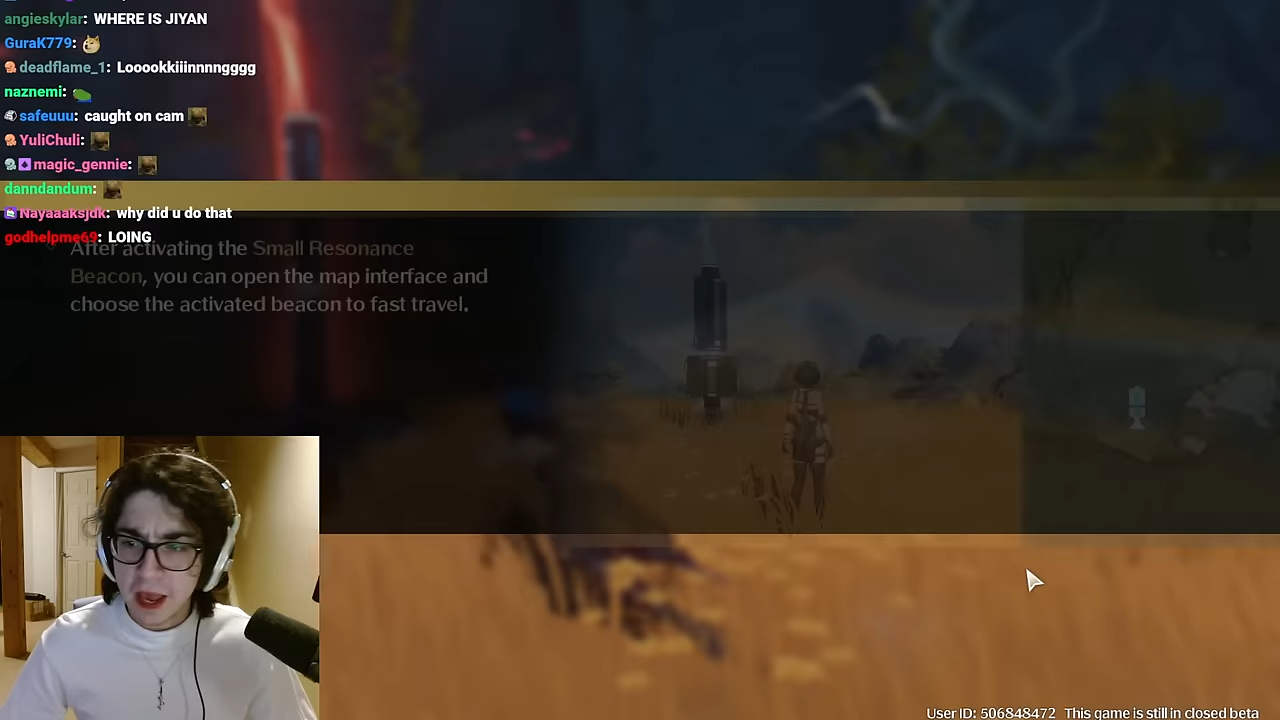 angieskylar: WHERE IS JIYAN
GuraK779:
deadflame_1: Looookkiiinnnngggg
naznemi:
safeuuu: caught on cam
YuliChuli:
magic_gennie:
danndandum:
Nayaaaksjdk: why did u do that
godhelpme69: LOING
After activating the Small Resonance
Beacon, you can open the map interface and
choose the activated beacon to fast travel.
User ID: 506848472 This game is still in closed beta